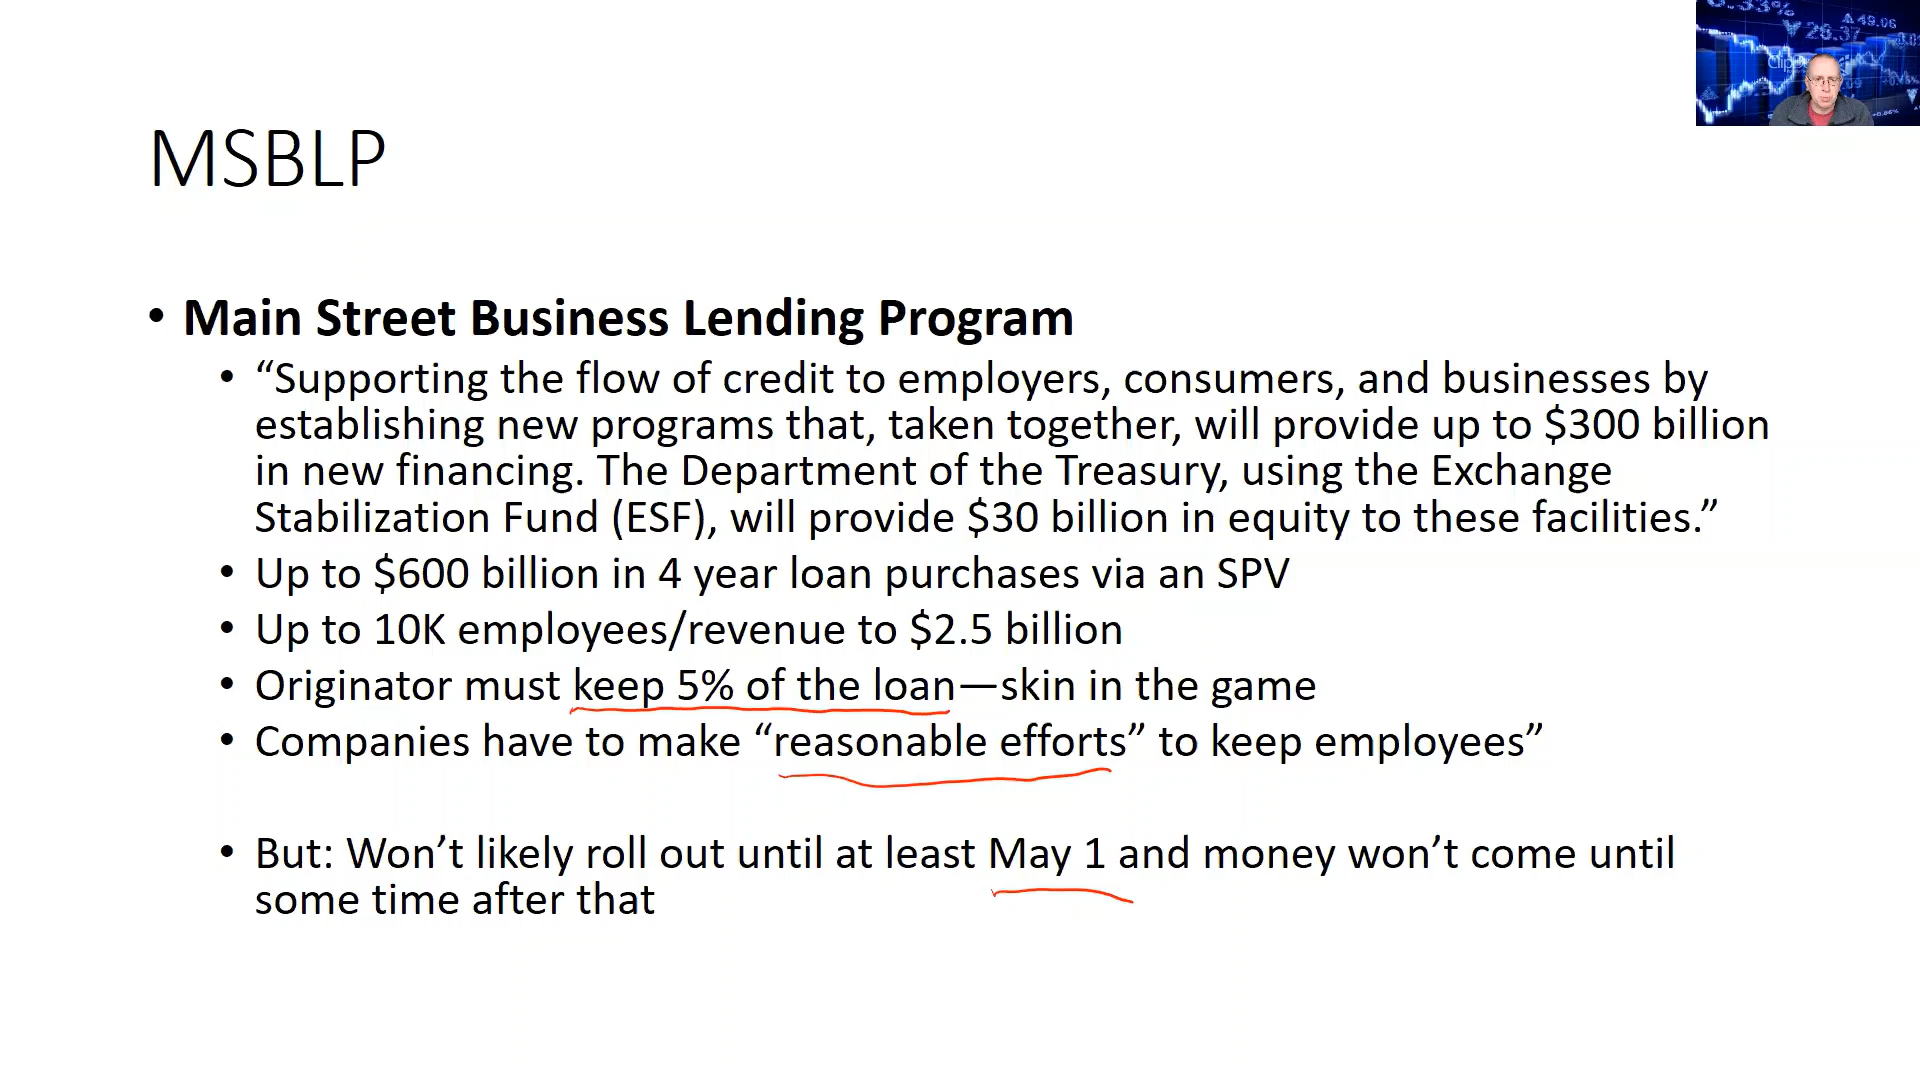 MSBLP
• Main Street Business Lending Program
• “Supporting the flow of credit to employers, consumers, and businesses by
establishing new programs that, taken together, will provide up to $300 billion
in new financing. The Department of the Treasury, using the Exchange
Stabilization Fund (ESF), will provide $30 billion in equity to these facilities.”
• Up to $600 billion in 4 year loan purchases via an SPV
• Up to 10K employees/revenue to $2.5 billion
• Originator must keep 5% of the loan—skin in the game
• Companies have to make “reasonable efforts” to keep employees”
• But: Won’t likely roll out until at least May 1 and money won’t come until
some time after that
49.06
26.37